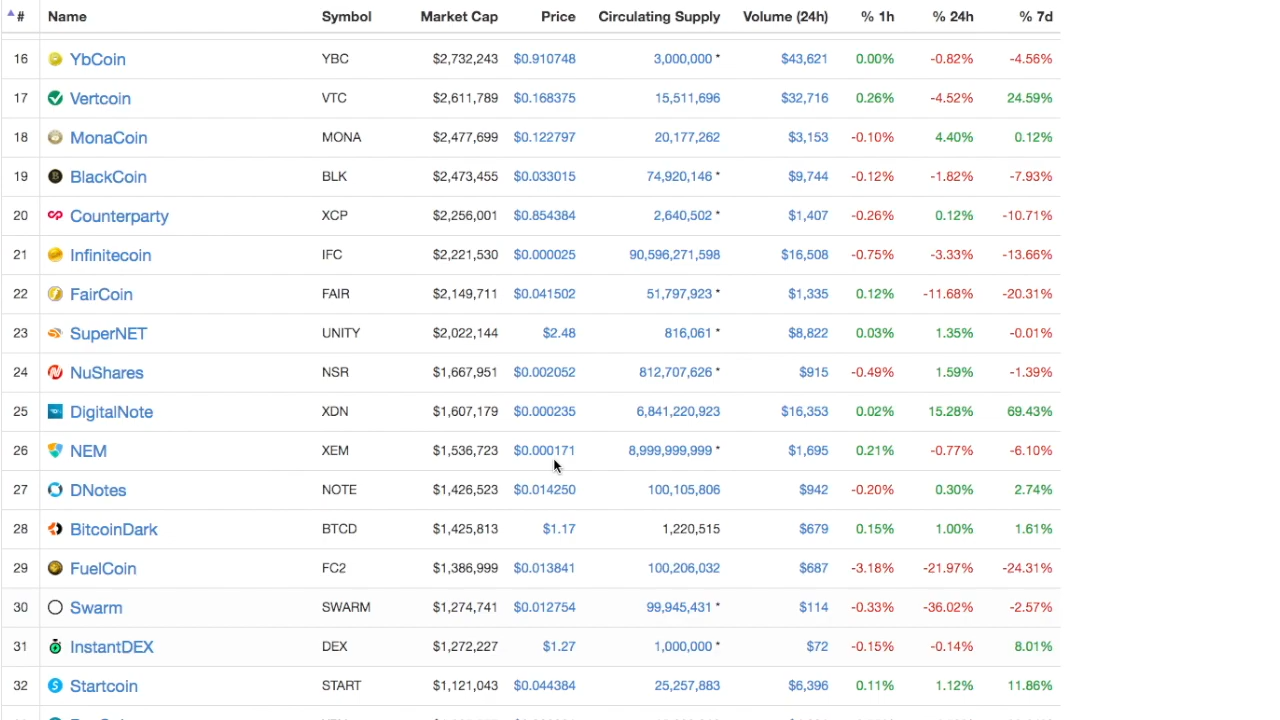 # Name Symbol Market Cap Price Circulating Supply Volume (24h) % 1h % 24h % 7d
16 YbCoin YBC $2,732,243 $0.910748 3,000,000 * $43,621 0.00% -0.82% -4.56%
17 Vertcoin VTC $2,611,789 $0.168375 15,511,696 $32,716 0.26% -4.52% 24.59%
18 MonaCoin MONA $2,477,699 $0.122797 20,177,262 $3,153 -0.10% 4.40% 0.12%
19 BlackCoin BLK $2,473,455 $0.033015 74,920,146 * $9,744 -0.12% -1.82% -7.93%
20 Counterparty XCP $2,256,001 $0.854384 2,640,502 * $1,407 -0.26% 0.12% -10.71%
21 Infinitecoin IFC $2,221,530 $0.000025 90,596,271,598 $16,508 -0.75% -3.33% -13.66%
22 FairCoin FAIR $2,149,711 $0.041502 51,797,923 * $1,335 0.12% -11.68% -20.31%
23 SuperNET UNITY $2,022,144 $2.48 816,061 * $8,822 0.03% 1.35% -0.01%
24 NuShares NSR $1,667,951 $0.002052 812,707,626 * $915 -0.49% 1.59% -1.39%
25 DigitalNote XDN $1,607,179 $0.000235 6,841,220,923 $16,353 0.02% 15.28% 69.43%
26 NEM XEM $1,536,723 $0.000171 8,999,999,999 * $1,695 0.21% -0.77% -6.10%
27 DNotes NOTE $1,426,523 $0.014250 100,105,806 $942 -0.20% 0.30% 2.74%
28 BitcoinDark BTCD $1,425,813 $1.17 1,220,515 $679 0.15% 1.00% 1.61%
29 FuelCoin FC2 $1,386,999 $0.013841 100,206,032 $687 -3.18% -21.97% -24.31%
30 Swarm SWARM $1,274,741 $0.012754 99,945,431 * $114 -0.33% -36.02% -2.57%
31 InstantDEX DEX $1,272,227 $1.27 1,000,000 * $72 -0.15% -0.14% 8.01%
32 Startcoin START $1,121,043 $0.044384 25,257,883 $6,396 0.11% 1.12% 11.86%